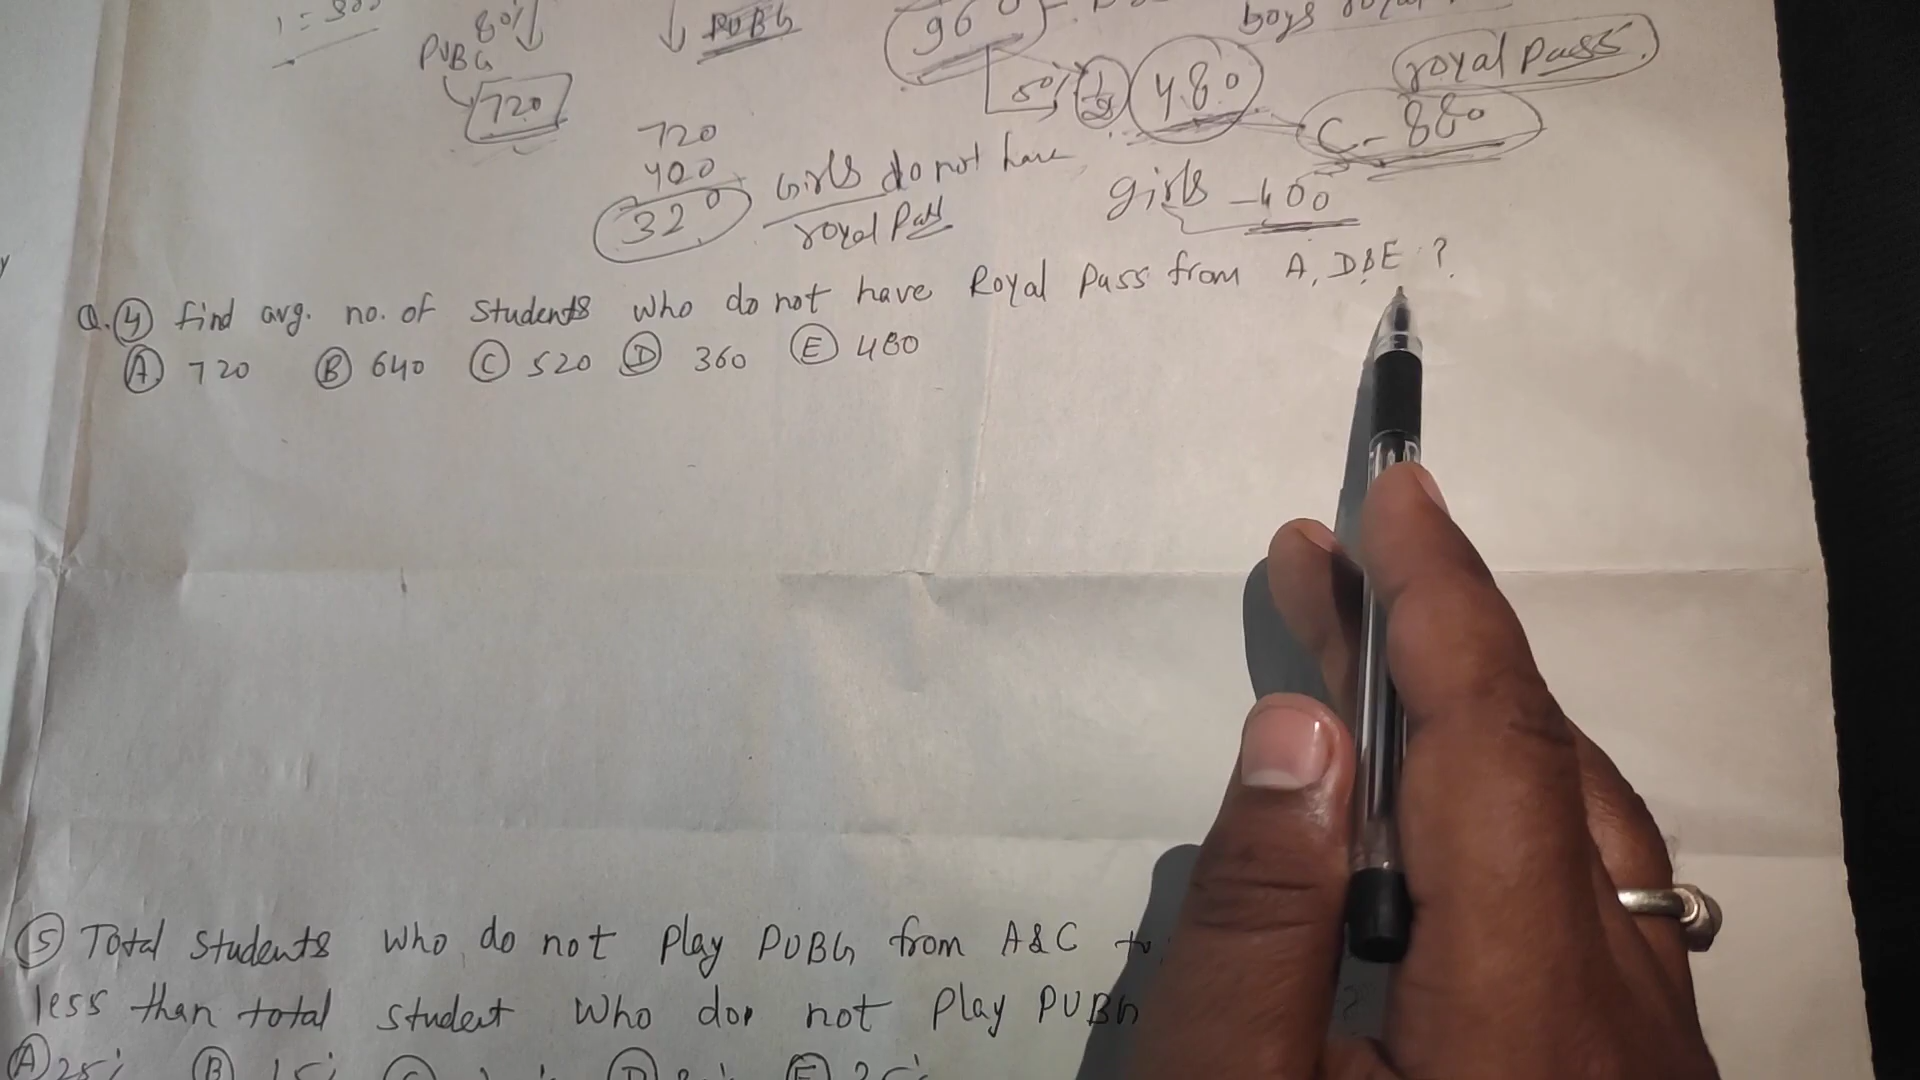 80%
PUBG
PUBG
960
720
50% 1/2 480
royal pass.
C - 880
720
400
320
Girls do not have
royal Pass
girls - 400
Q.4 find avg. no. of students who do not have Royal Pass from A, D & E ?
A 720 B 640 C 520 D 360 E 480
5 Total students who do not play PUBG from A & C
less than total student who do not play PUBG